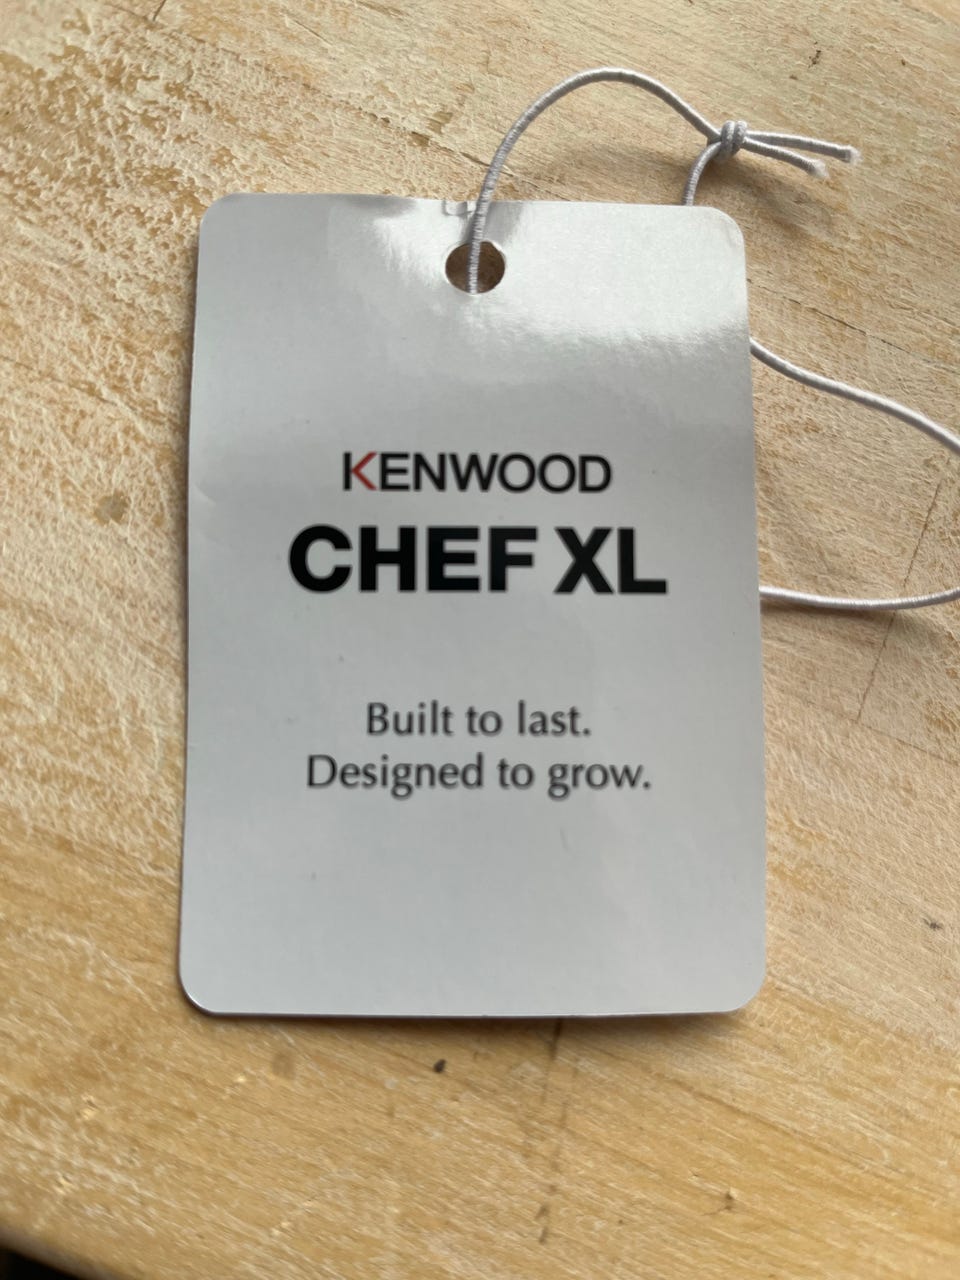 KENWOOD
CHEF XL
Built to last.
Designed to grow.